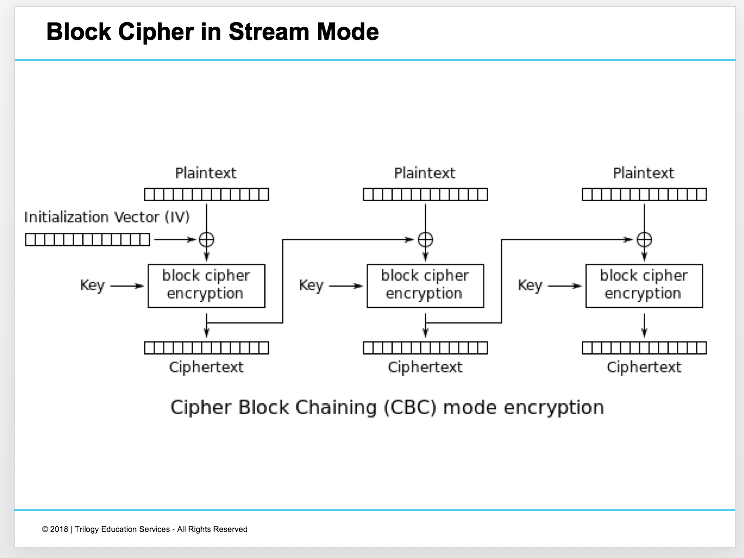 Block Cipher in Stream Mode
Plaintext
Plaintext
Plaintext
Initialization Vector (IV)
Key
block cipher
encryption
Key
block cipher
encryption
Key
block cipher
encryption
Ciphertext
Ciphertext
Ciphertext
Cipher Block Chaining (CBC) mode encryption
© 2018 | Trilogy Education Services - All Rights Reserved